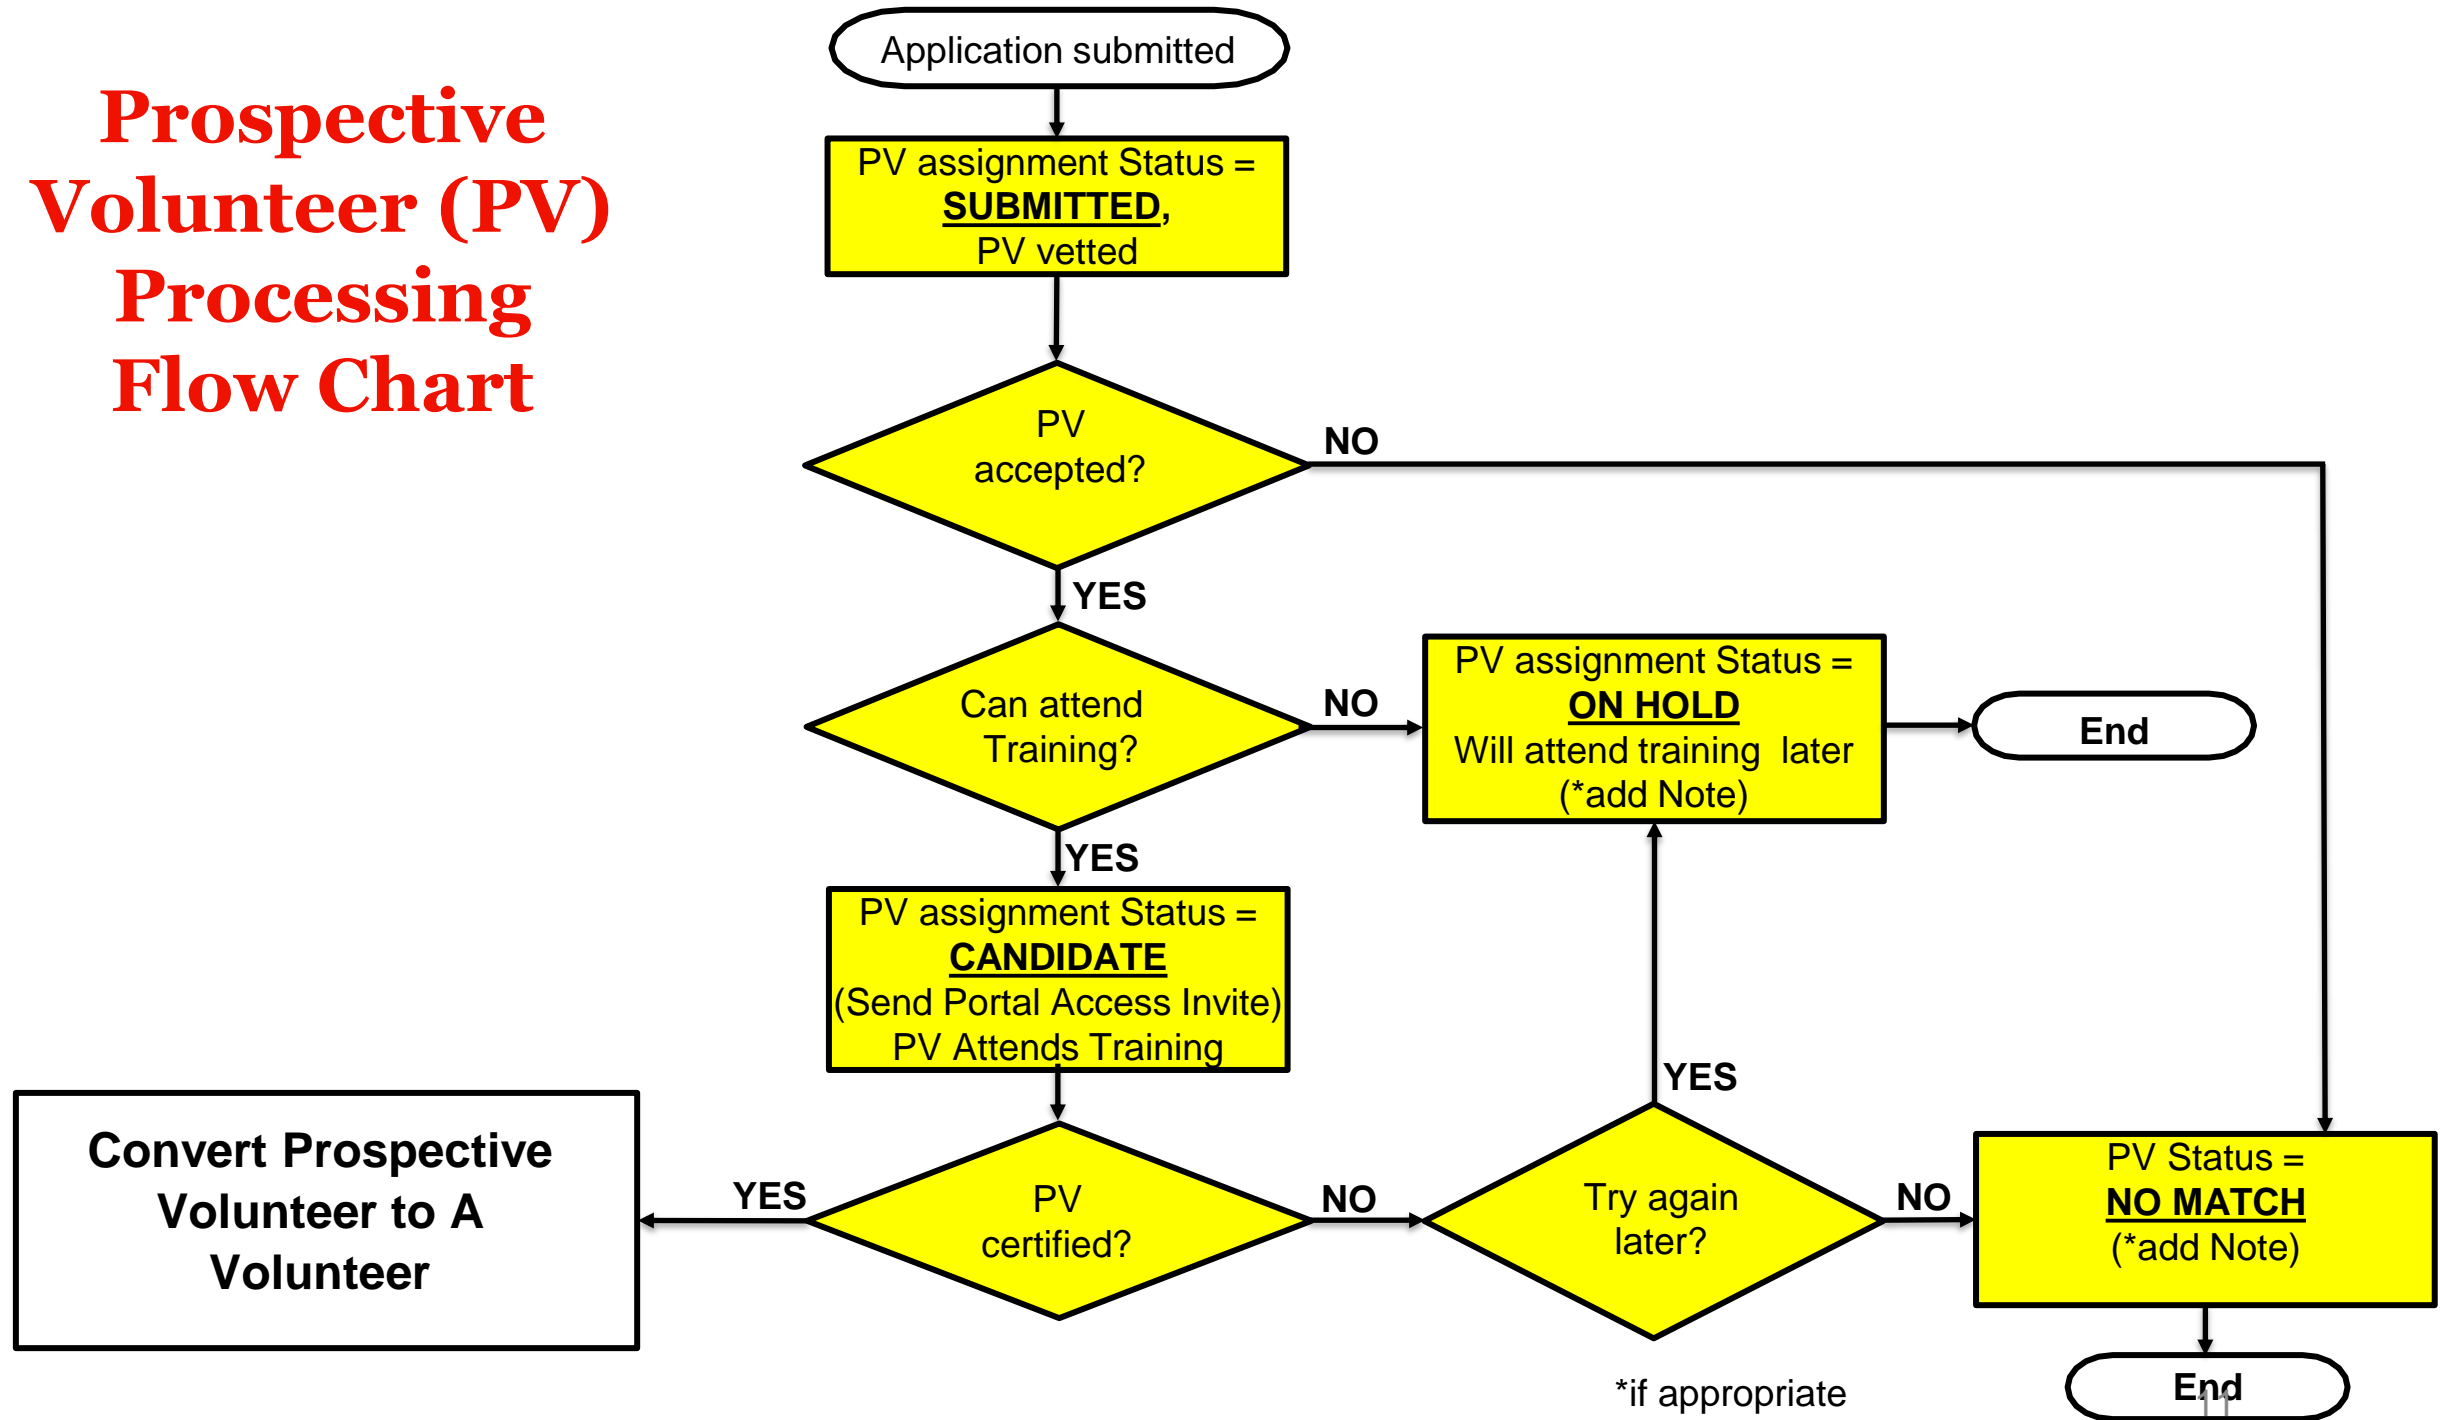 Prospective
Volunteer (PV)
Processing
Flow Chart
Application submitted
PV assignment Status =
SUBMITTED,
PV vetted
PV
accepted?
NO
YES
Can attend
Training?
NO
PV assignment Status =
ON HOLD
Will attend training  later
(*add Note)
End
YES
PV assignment Status =
CANDIDATE
(Send Portal Access Invite)
PV Attends Training
YES
Convert Prospective
Volunteer to A
Volunteer
YES
PV
certified?
NO
Try again
later?
NO
PV Status =
NO MATCH
(*add Note)
*if appropriate
End
11